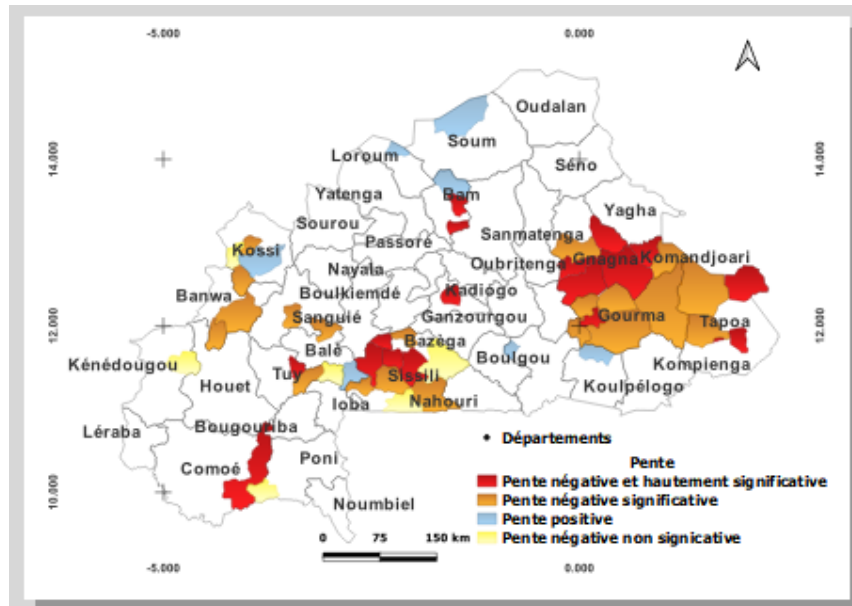 -5.000
0.000
14.000
14.000
Oudalan
Soum
Loroum
Séno
Bam
Yatenga
Yagha
Sourou
Passoré
Sanmatenga
Kossi
Gnagna
Komandjoari
Nayala
Oubritenga
Banwa
Boulkiemdé
Kadiogo
Sanguié
Ganzourgou
Gourma
12.000
12.000
Tapoa
Balé
Bazèga
Kénédougou
Boulgou
Kompienga
Houet
Tuy
Sissili
Koulpélogo
Ioba
Nahouri
Léraba
Bougouriba
Départements
Comoé
Poni
Pente
Pente négative et hautement significative
10.000
10.000
Noumbiel
Pente négative significative
Pente positive
Pente négative non signicative
0 75 150 km
-5.000
0.000